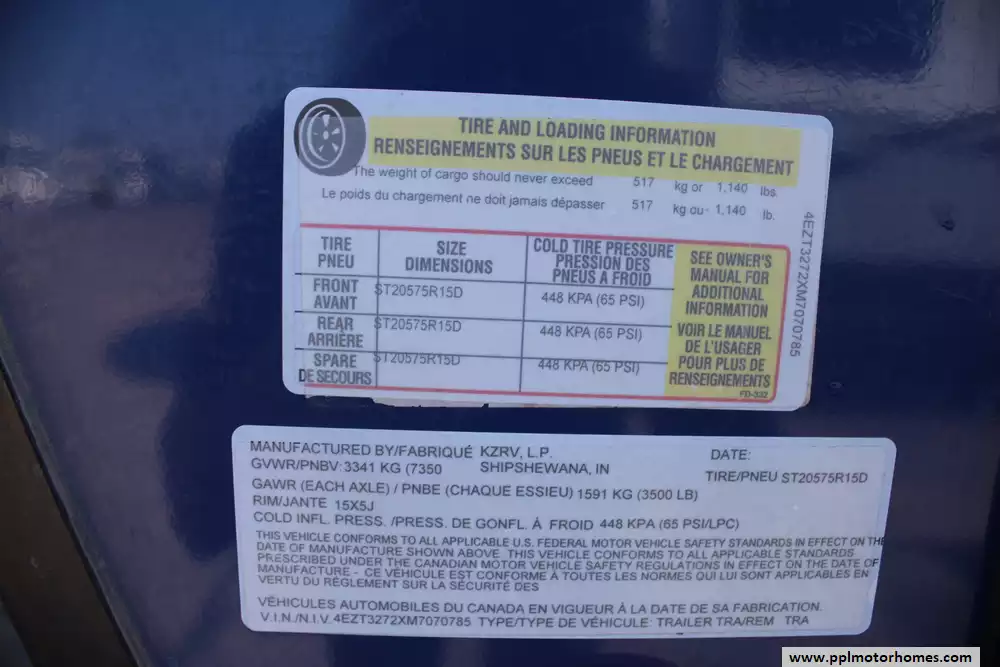 TIRE AND LOADING INFORMATION
RENSEIGNEMENTS SUR LES PNEUS ET LE CHARGEMENT
The weight of cargo should never exceed 517 kg or 1,140 lbs.
Le poids du chargement ne doit jamais dépasser 517 kg ou 1,140 lb.
TIRE
PNEU
SIZE
DIMENSIONS
COLD TIRE PRESSURE
PRESSION DES
PNEUS A FROID
FRONT
AVANT
ST20575R15D
448 KPA (65 PSI)
REAR
ARRIÈRE
ST20575R15D
448 KPA (65 PSI)
SPARE
DE SECOURS
ST20575R15D
448 KPA (65 PSI)
SEE OWNER'S
MANUAL FOR
ADDITIONAL
INFORMATION
VOIR LE MANUEL
DE L'USAGER
POUR PLUS DE
RENSEIGNEMENTS
FD-332
4EZT3272XM7070785
MANUFACTURED BY/FABRIQUÉ KZRV, L.P. DATE:
GVWR/PNBV: 3341 KG (7350 SHIPSHEWANA, IN TIRE/PNEU ST20575R15D
GAWR (EACH AXLE) / PNBE (CHAQUE ESSIEU) 1591 KG (3500 LB)
RIM/JANTE 15X5J
COLD INFL. PRESS. /PRESS. DE GONFL. À FROID 448 KPA (65 PSI/LPC)
THIS VEHICLE CONFORMS TO ALL APPLICABLE U.S. FEDERAL MOTOR VEHICLE SAFETY STANDARDS IN EFFECT ON THE
DATE OF MANUFACTURE SHOWN ABOVE. THIS VEHICLE CONFORMS TO ALL APPLICABLE STANDARDS
PRESCRIBED UNDER THE CANADIAN MOTOR VEHICLE SAFETY REGULATIONS IN EFFECT ON THE DATE OF
MANUFACTURE - CE VÉHICULE EST CONFORME À TOUTES LES NORMES QUI LUI SONT APPLICABLES EN
VERTU DU RÉGLEMENT SUR LA SÉCURITÉ DES
VÉHICULES AUTOMOBILES DU CANADA EN VIGUEUR À LA DATE DE SA FABRICATION.
V.I.N./N.I.V. 4EZT3272XM7070785 TYPE/TYPE DE VÉHICULE: TRAILER TRA/REM TRA
www.pplmotorhomes.com